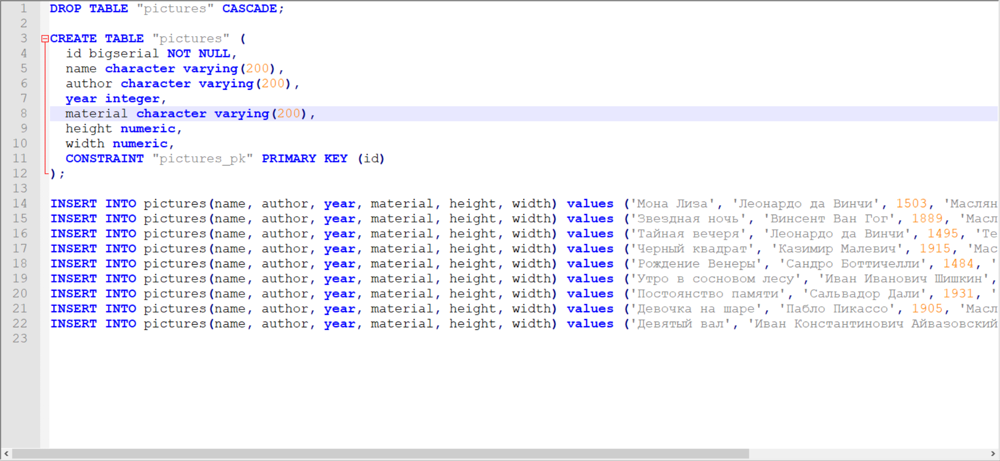 1 DROP TABLE "pictures" CASCADE;
2
3 CREATE TABLE "pictures" (
4 id bigserial NOT NULL,
5 name character varying(200),
6 author character varying(200),
7 year integer,
8 material character varying(200),
9 height numeric,
10 width numeric,
11 CONSTRAINT "pictures_pk" PRIMARY KEY (id)
12 );
13
14 INSERT INTO pictures(name, author, year, material, height, width) values ('Мона Лиза', 'Леонардо да Винчи', 1503, 'Маслян
15 INSERT INTO pictures(name, author, year, material, height, width) values ('Звездная ночь', 'Винсент Ван Гог', 1889, 'Масл
16 INSERT INTO pictures(name, author, year, material, height, width) values ('Тайная вечеря', 'Леонардо да Винчи', 1495, 'Те
17 INSERT INTO pictures(name, author, year, material, height, width) values ('Черный квадрат', 'Казимир Малевич', 1915, 'Мас
18 INSERT INTO pictures(name, author, year, material, height, width) values ('Рождение Венеры', 'Сандро Боттичелли', 1484, '
19 INSERT INTO pictures(name, author, year, material, height, width) values ('Утро в сосновом лесу', 'Иван Иванович Шишкин',
20 INSERT INTO pictures(name, author, year, material, height, width) values ('Постоянство памяти', 'Сальвадор Дали', 1931, '
21 INSERT INTO pictures(name, author, year, material, height, width) values ('Девочка на шаре', 'Пабло Пикассо', 1905, 'Масл
22 INSERT INTO pictures(name, author, year, material, height, width) values ('Девятый вал', 'Иван Константинович Айвазовский
23